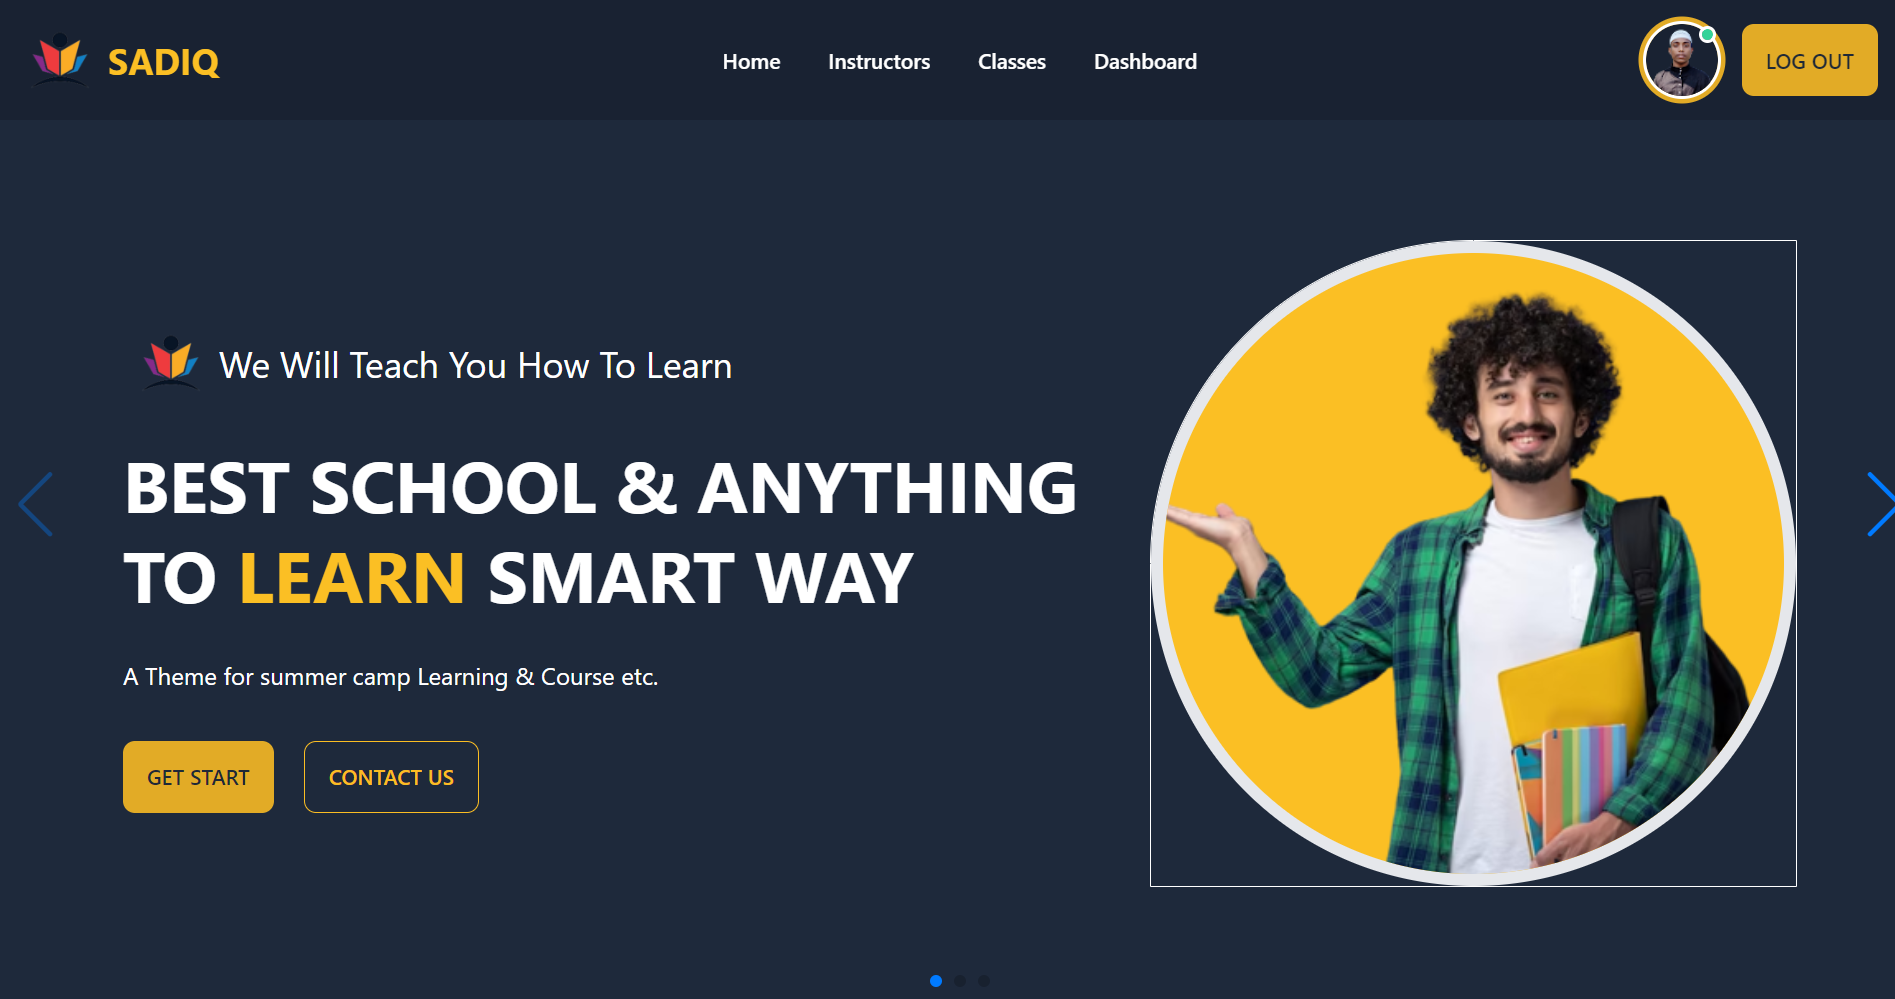 SADIQ
Home
Instructors
Classes
Dashboard
LOG OUT
We Will Teach You How To Learn
BEST SCHOOL & ANYTHING
TO LEARN SMART WAY
A Theme for summer camp Learning & Course etc.
GET START
CONTACT US